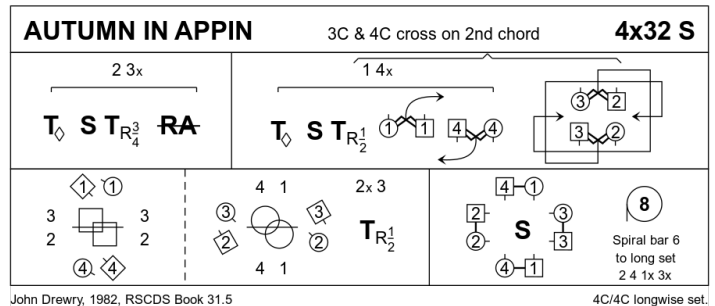 AUTUMN IN APPIN 3C & 4C cross on 2nd chord 4x32 S
2 3x 1 4x
T◊ S T R¾ RA T◊ S T R½ 1 1 4 4 3 2 3 2
1 1 4 1 2x 3 4 1 8
3 3 3 3 2 3
2 2 2 2 T R½ 2 S 3 Spiral bar 6
to long set
4 4 4 1 4 1 2 4 1x 3x
John Drewry, 1982, RSCDS Book 31.5 4C/4C longwise set.